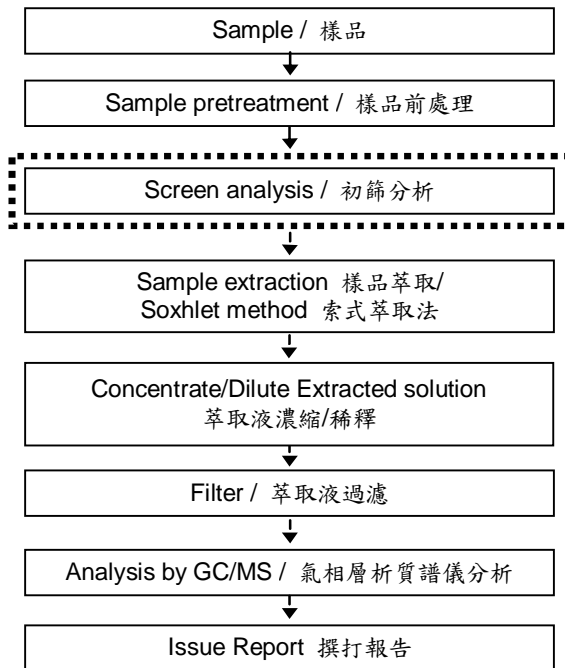 Sample / 樣品
Sample pretreatment / 樣品前處理
Screen analysis / 初篩分析
Sample extraction 樣品萃取/
Soxhlet method 索式萃取法
Concentrate/Dilute Extracted solution
萃取液濃縮/稀釋
Filter / 萃取液過濾
Analysis by GC/MS / 氣相層析質譜儀分析
Issue Report 撰打報告